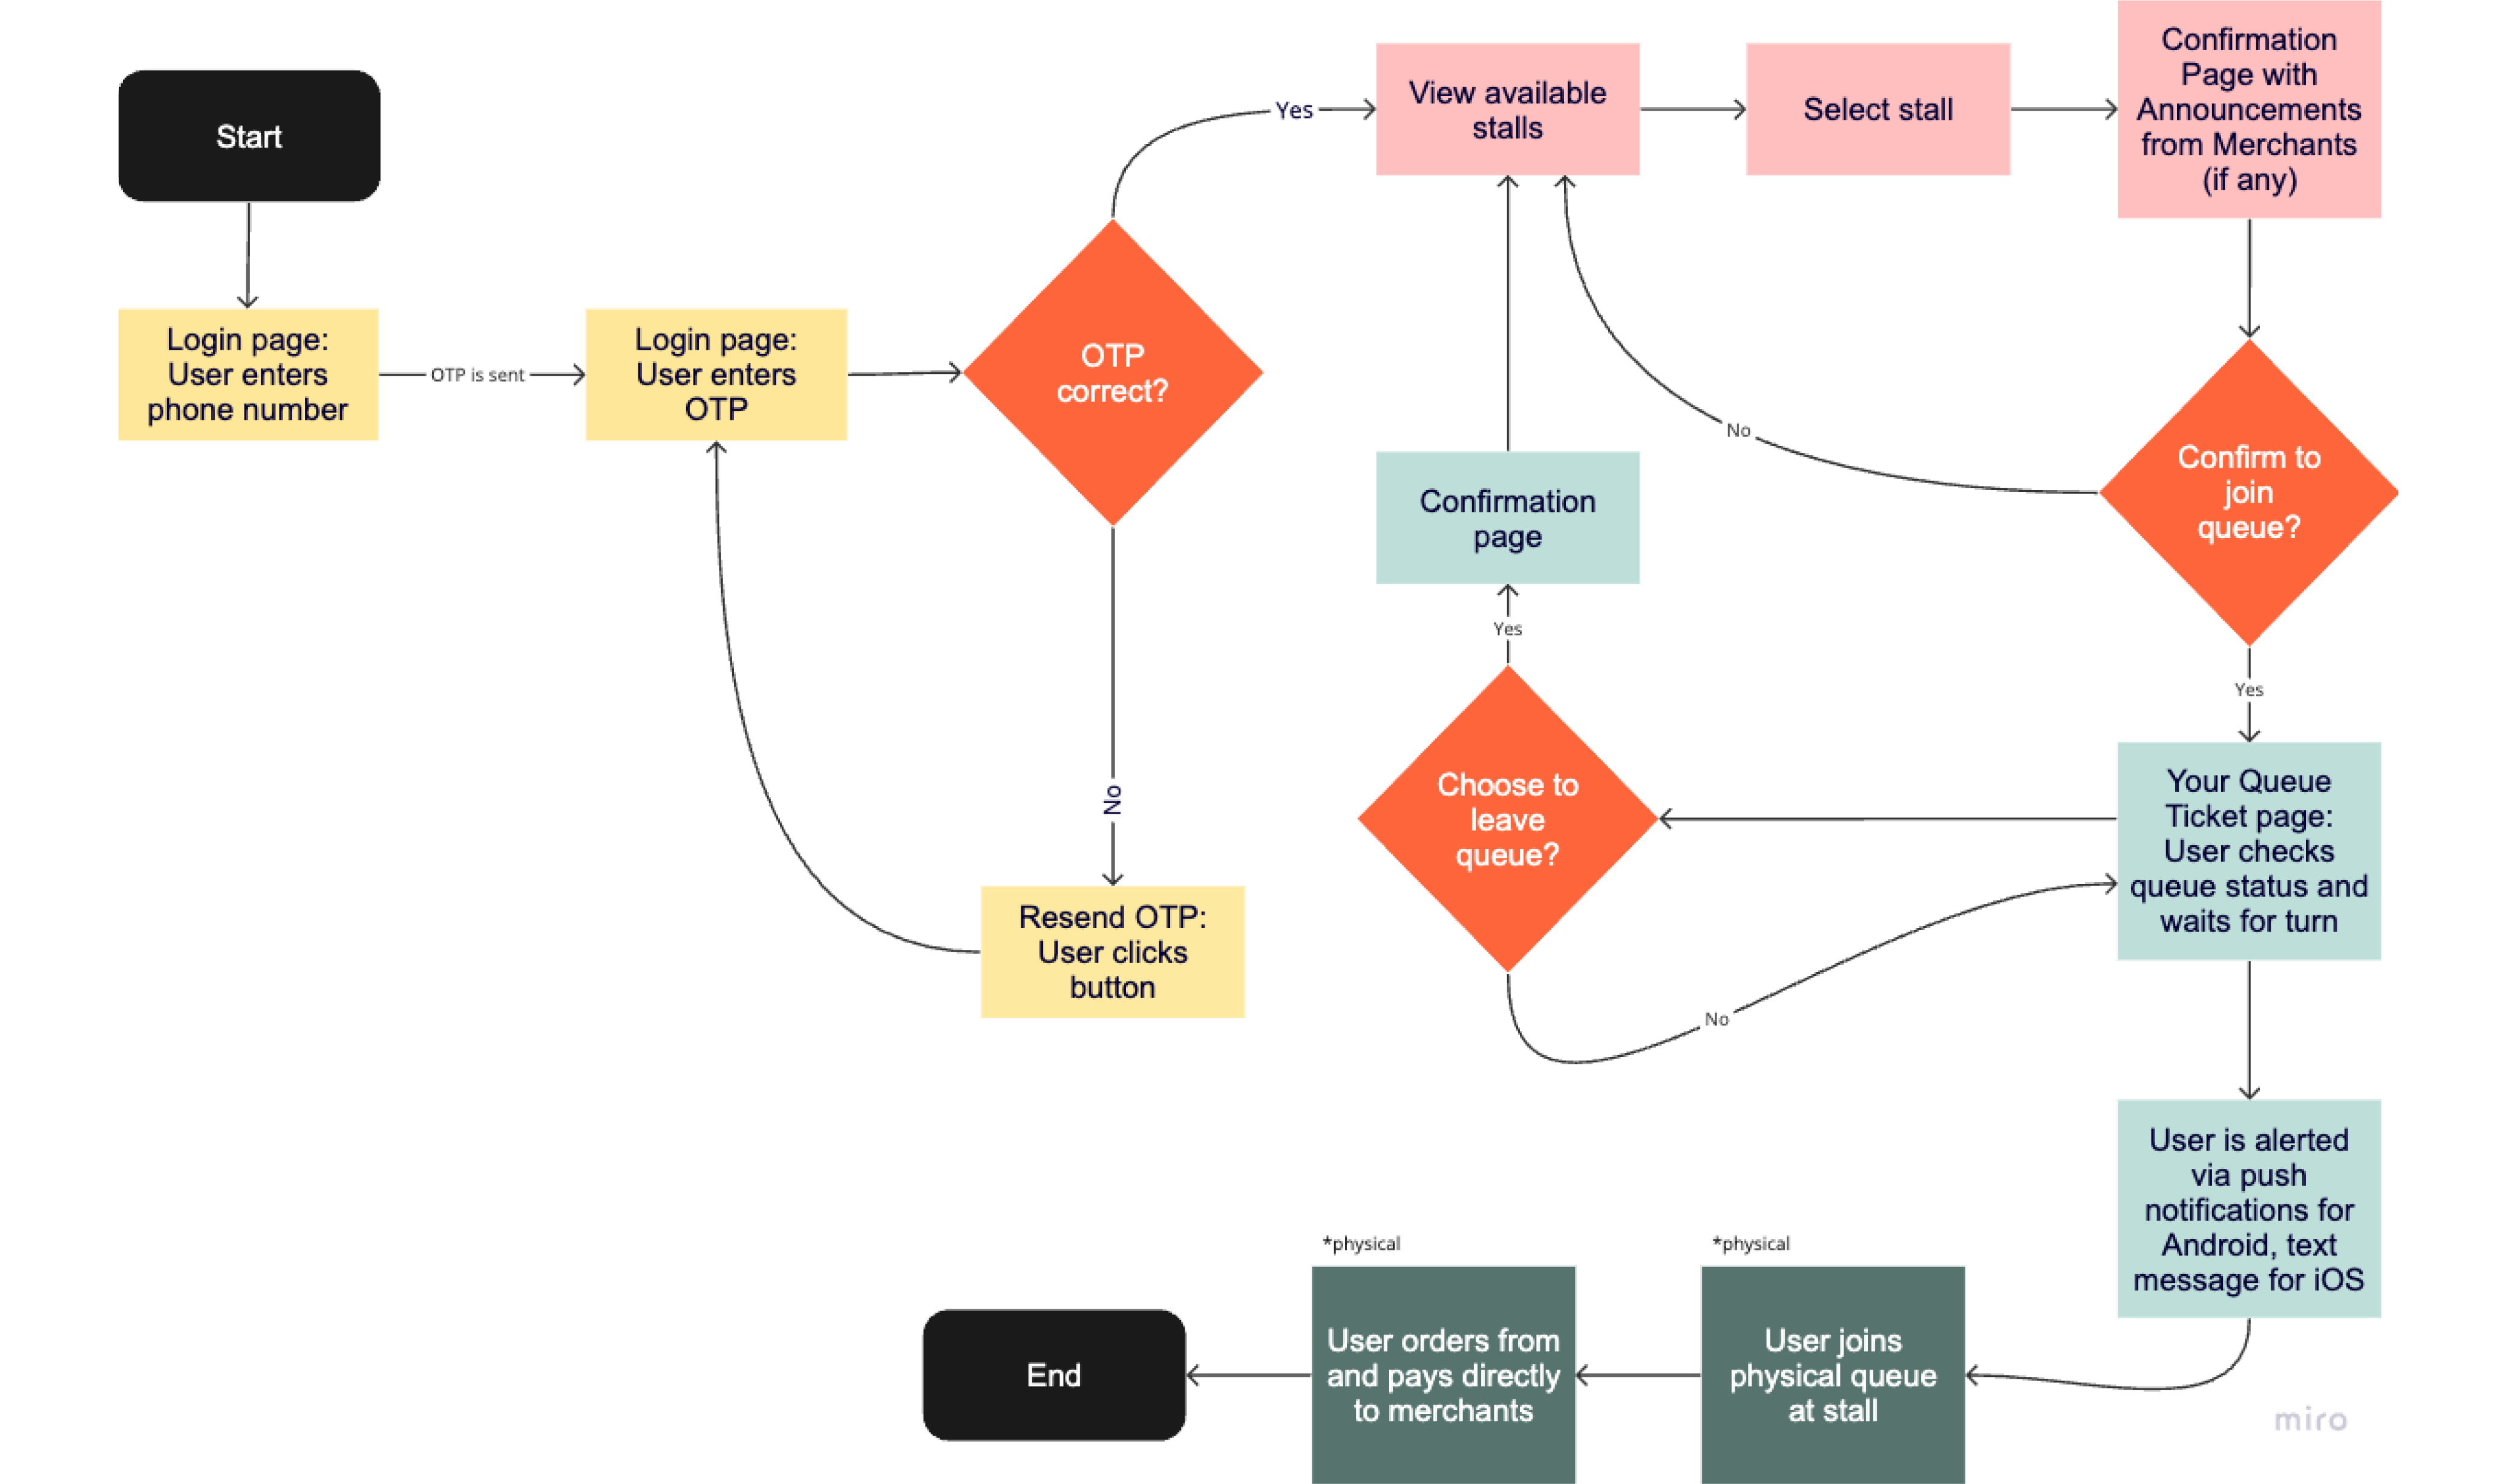 Start
Login page:
User enters
phone number
OTP is sent
Login page:
User enters
OTP
OTP
correct?
Yes
No
Resend OTP:
User clicks
button
View available
stalls
Select stall
Confirmation
Page with
Announcements
from Merchants
(if any)
Confirm to
join
queue?
No
Yes
Confirmation
page
Yes
Choose to
leave
queue?
No
Your Queue
Ticket page:
User checks
queue status and
waits for turn
User is alerted
via push
notifications for
Android, text
message for iOS
*physical
User joins
physical queue
at stall
*physical
User orders from
and pays directly
to merchants
End
miro